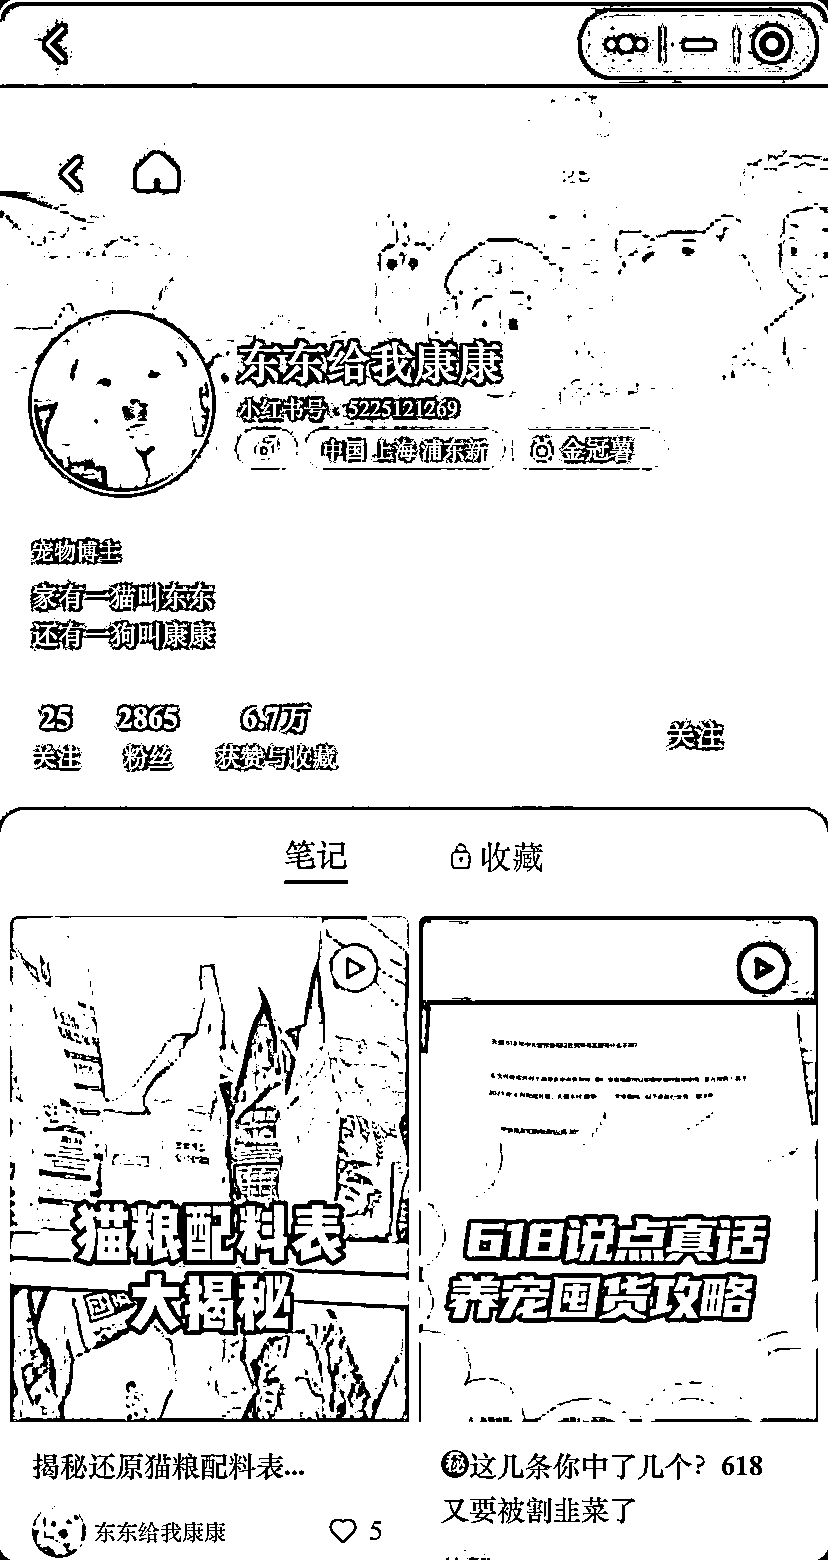 东东给我康康
小红书号：5225121269
中国 上海 浦东新
金冠薯
宠物博主
家有一猫叫东东
还有一狗叫康康
25 2865 6.7万
关注 粉丝 获赞与收藏 关注
笔记 收藏
猫粮配料表
大揭秘
618说点真话
养宠囤货攻略
揭秘还原猫粮配料表...
东东给我康康 5
㊙这几条你中了几个？618
又要被割韭菜了